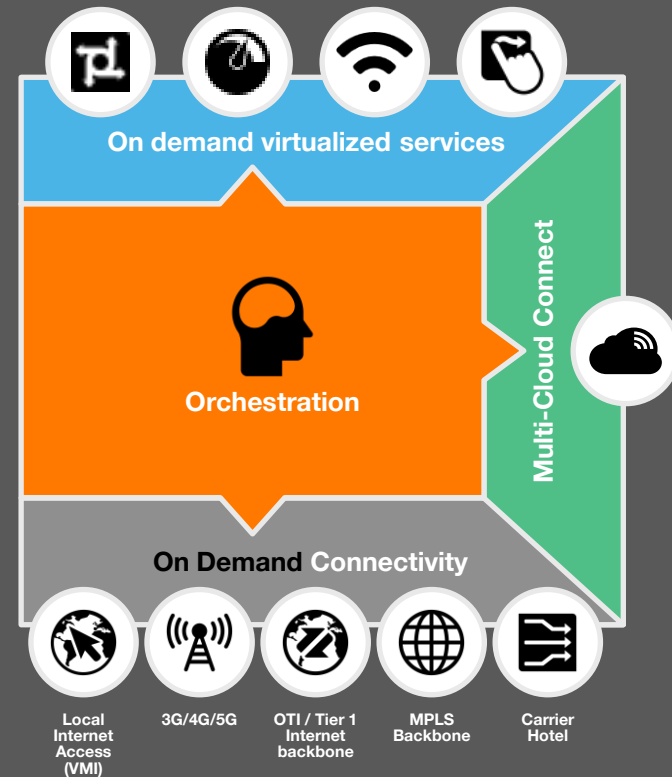 On demand virtualized services
Multi-Cloud Connect
Orchestration
On Demand Connectivity
Local
Internet
Access
(VMI)
3G/4G/5G
OTI / Tier 1
Internet
backbone
MPLS
Backbone
Carrier
Hotel